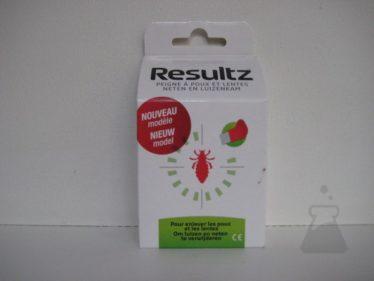 Resultz
PEIGNE À POUX ET LENTES
NETEN EN LUIZENKAM
NOUVEAU
modèle
NIEUW
model
Pour enlever les poux
et les lentes
Om luizen en neten
te verwijderen
CE